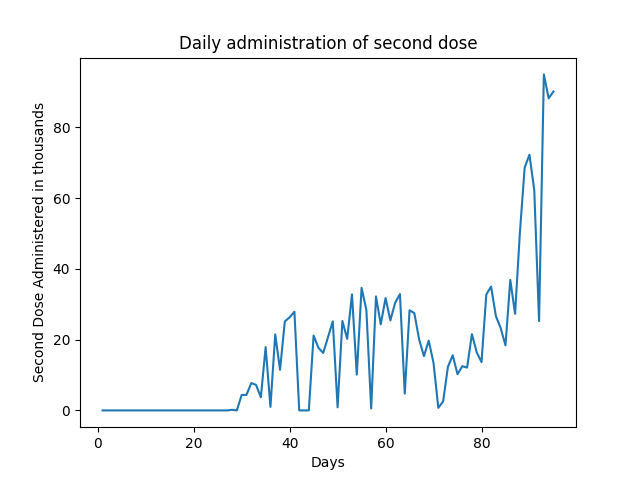 Daily administration of second dose
Second Dose Administered in thousands
80
60
40
20
0
0 20 40 60 80
Days